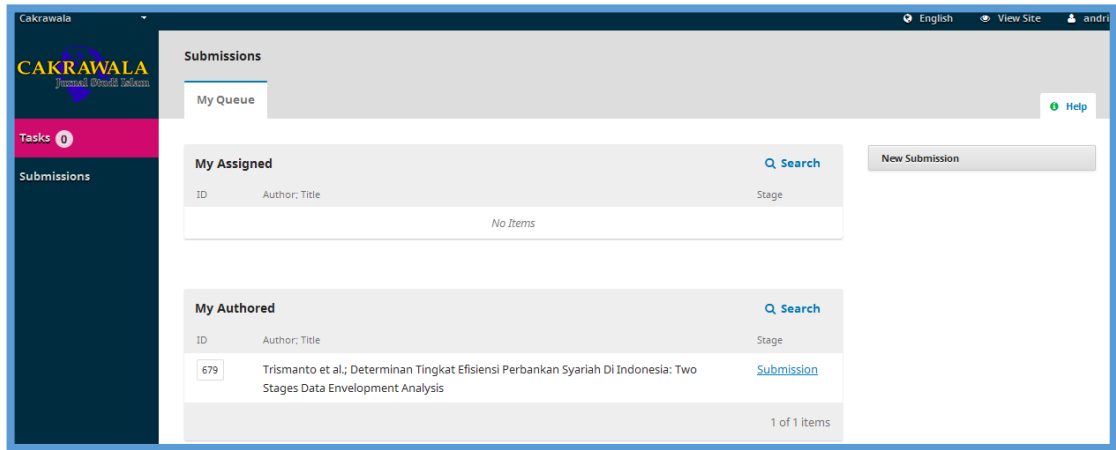 Cakrawala English View Site andri
CAKRAWALA
Jurnal Studi Islam
Tasks 0
Submissions
Submissions
My Queue
Help
My Assigned Search
ID Author; Title Stage
No Items
New Submission
My Authored Search
ID Author; Title Stage
679 Trismanto et al.; Determinan Tingkat Efisiensi Perbankan Syariah Di Indonesia: Two Submission
Stages Data Envelopment Analysis
1 of 1 items